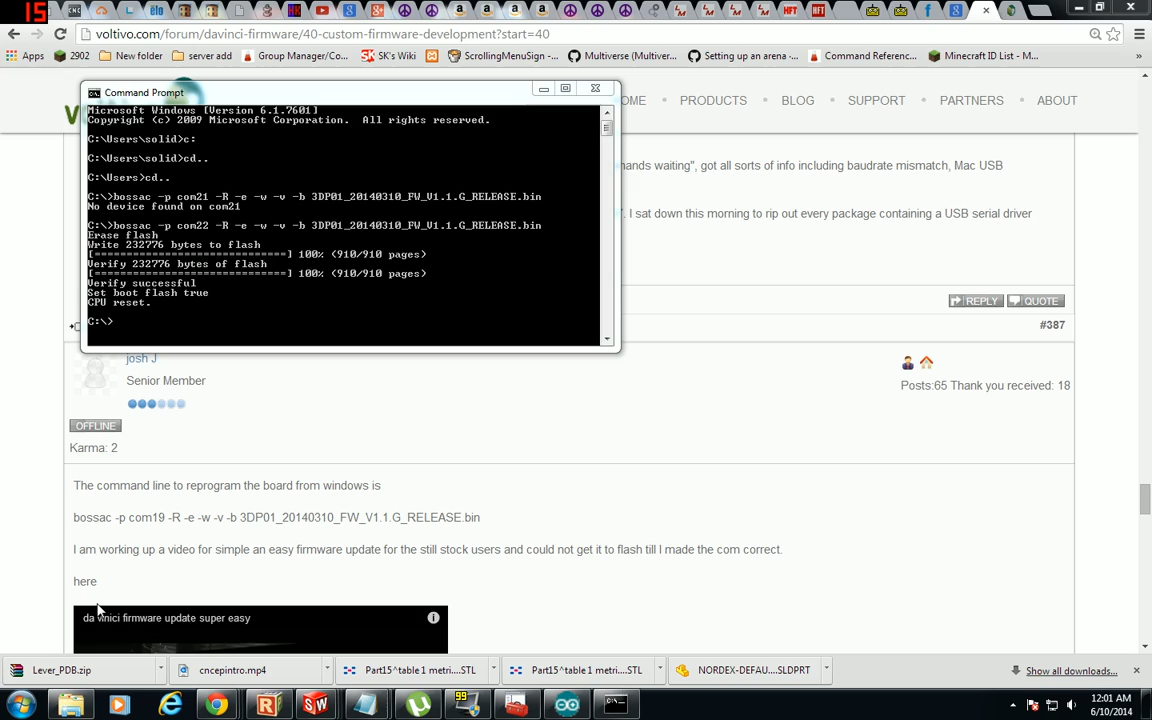 15
voltivo.com/forum/davinci-firmware/40-custom-firmware-development?start=40
Apps 2902 New folder server add Group Manager/Co... SK's Wiki ScrollingMenuSign -... Multiverse (Multiver... Setting up an arena-... Command Referenc... Minecraft ID List - M... »
OME • PRODUCTS • BLOG • SUPPORT • PARTNERS • ABOUT
Command Prompt
Microsoft Windows [Version 6.1.7601]
Copyright (c) 2009 Microsoft Corporation. All rights reserved.
C:\Users\solid>c:
C:\Users\solid>cd..
C:\Users>cd..
C:\>bossac -p com21 -R -e -w -v -b 3DP01_20140310_FW_V1.1.G_RELEASE.bin
No device found on com21
C:\>bossac -p com22 -R -e -w -v -b 3DP01_20140310_FW_V1.1.G_RELEASE.bin
Erase flash
Write 232776 bytes to flash
[==============================] 100% (910/910 pages)
Verify 232776 bytes of flash
[==============================] 100% (910/910 pages)
Verify successful
Set boot flash true
CPU reset.
C:\>
ands waiting", got all sorts of info including baudrate mismatch, Mac USB
". I sat down this morning to rip out every package containing a USB serial driver
REPLY QUOTE
#387
josh J
Senior Member
Posts:65 Thank you received: 18
OFFLINE
Karma: 2
The command line to reprogram the board from windows is
bossac -p com19 -R -e -w -v -b 3DP01_20140310_FW_V1.1.G_RELEASE.bin
I am working up a video for simple an easy firmware update for the still stock users and could not get it to flash till I made the com correct.
here
da vinci firmware update super easy
Lever_PDB.zip cncepintro.mp4 Part15^table 1 metri....STL Part15^table 1 metri....STL NORDEX-DEFAU....SLDPRT Show all downloads...
99
12:01 AM
6/10/2014